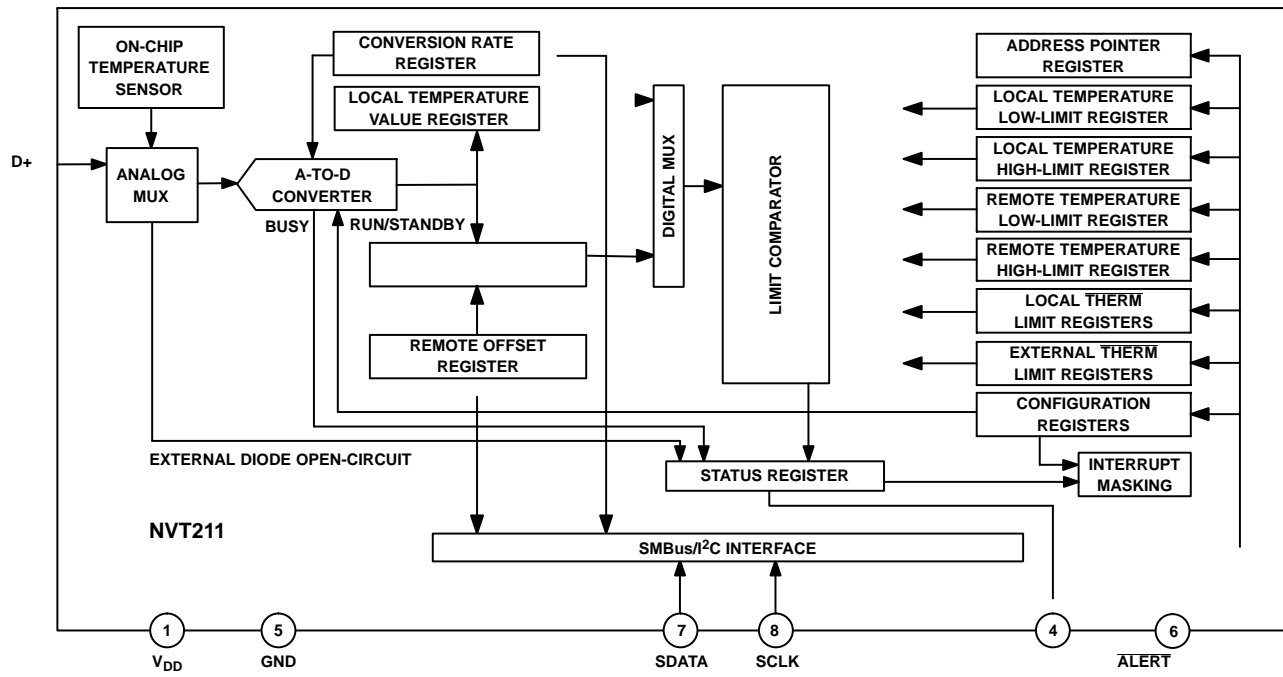 ON-CHIP
TEMPERATURE
SENSOR
CONVERSION RATE
REGISTER
ADDRESS POINTER
REGISTER
LOCAL TEMPERATURE
VALUE REGISTER
LOCAL TEMPERATURE
LOW-LIMIT REGISTER
D+
ANALOG
MUX
A-TO-D
CONVERTER
BUSY
RUN/STANDBY
DIGITAL MUX
LIMIT COMPARATOR
LOCAL TEMPERATURE
HIGH-LIMIT REGISTER
REMOTE TEMPERATURE
LOW-LIMIT REGISTER
REMOTE TEMPERATURE
HIGH-LIMIT REGISTER
LOCAL THERM
LIMIT REGISTERS
REMOTE OFFSET
REGISTER
EXTERNAL THERM
LIMIT REGISTERS
CONFIGURATION
REGISTERS
EXTERNAL DIODE OPEN-CIRCUIT
STATUS REGISTER
INTERRUPT
MASKING
NVT211
SMBus/I²C INTERFACE
1
5
7
8
4
6
VDD
GND
SDATA
SCLK
ALERT